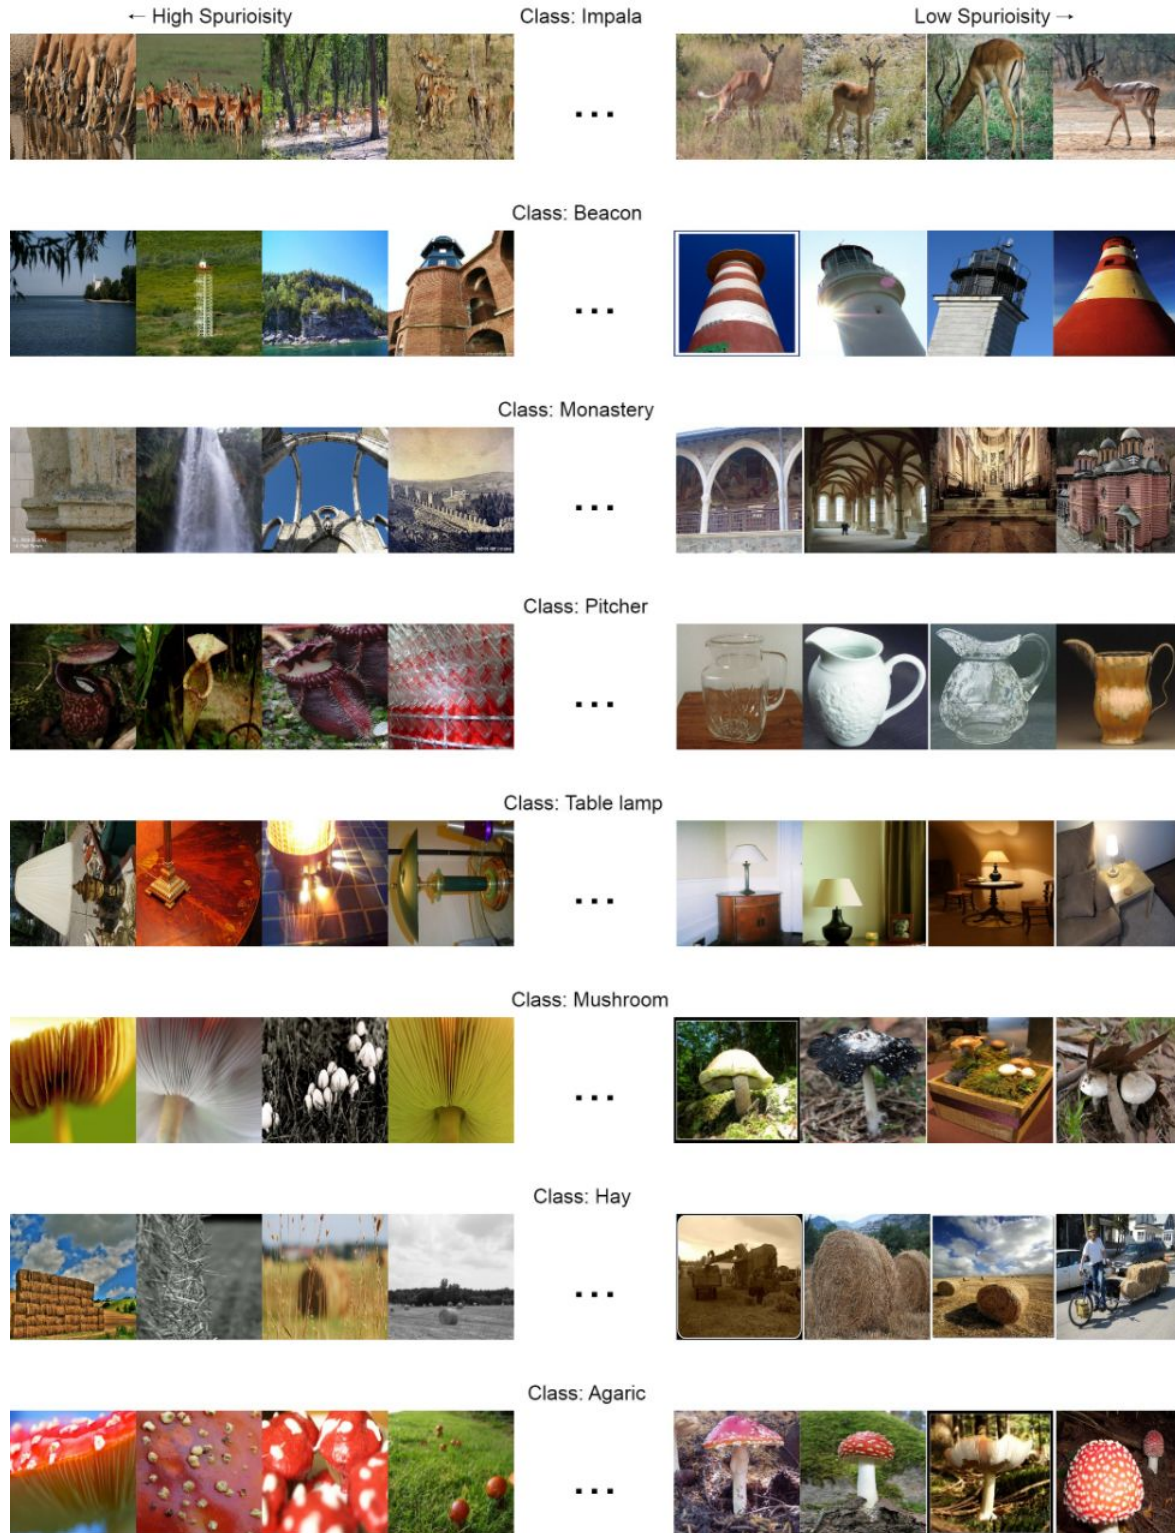 ← High Spurioisity
Class: Impala
Low Spurioisity →
...
Class: Beacon
...
Class: Monastery
...
Class: Pitcher
...
Class: Table lamp
...
Class: Mushroom
...
Class: Hay
...
Class: Agaric
...